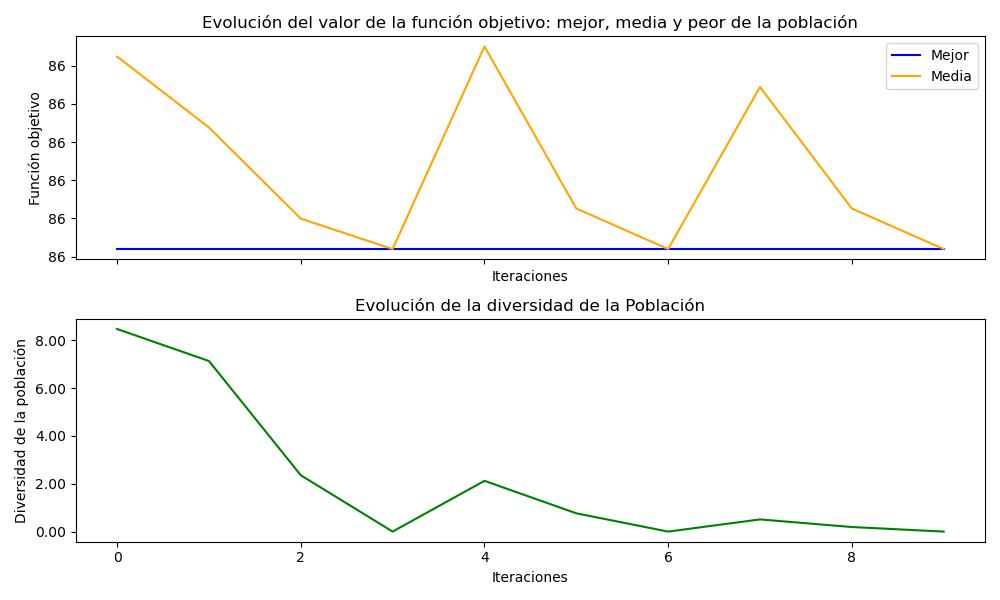 Evolución del valor de la función objetivo: mejor, media y peor de la población
Función objetivo
86
86
86
86
86
86
Mejor
Media
Iteraciones
Evolución de la diversidad de la Población
Diversidad de la población
8.00
6.00
4.00
2.00
0.00
0 2 4 6 8
Iteraciones